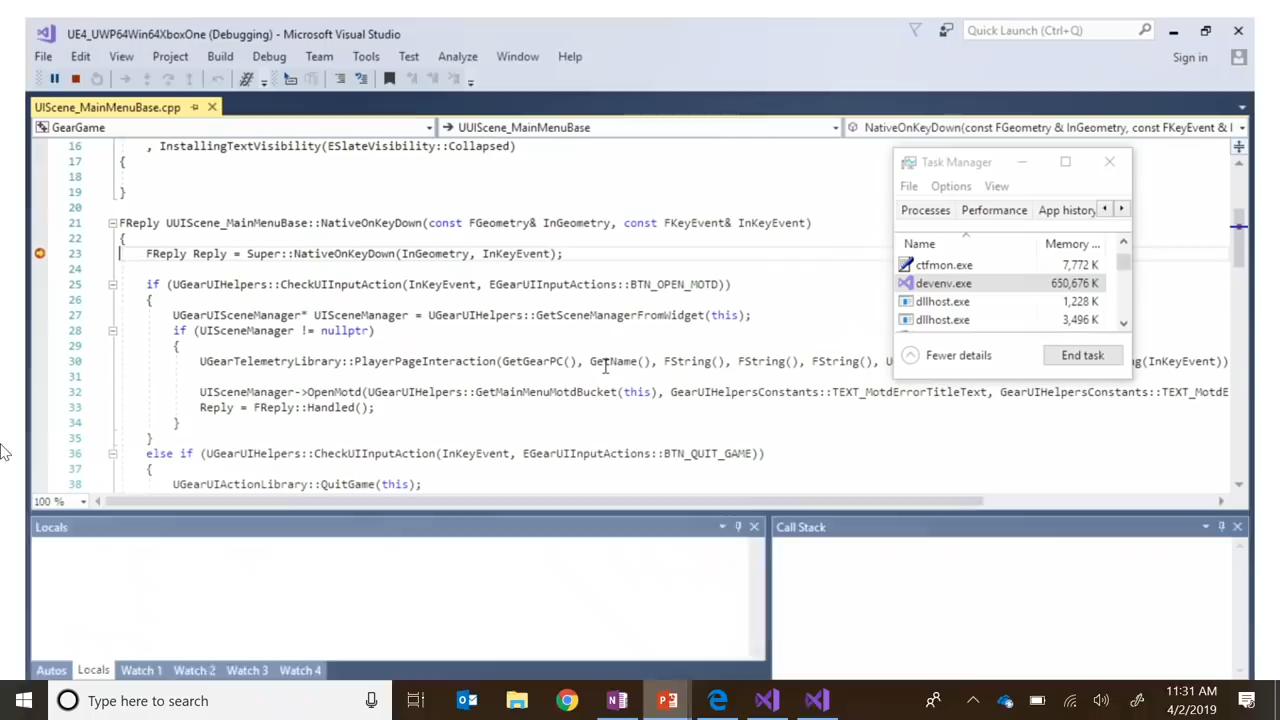 UE4_UWP64Win64XboxOne (Debugging) - Microsoft Visual Studio
Quick Launch (Ctrl+Q)
File Edit View Project Build Debug Team Tools Test Analyze Window Help
Sign in
UIScene_MainMenuBase.cpp
GearGame
UUIScene_MainMenuBase
NativeOnKeyDown(const FGeometry & InGeometry, const FKeyEvent & I
16 , InstallingTextVisibility(ESlateVisibility::Collapsed)
17 {
18
19 }
20
21 FReply UUIScene_MainMenuBase::NativeOnKeyDown(const FGeometry& InGeometry, const FKeyEvent& InKeyEvent)
22 {
23 FReply Reply = Super::NativeOnKeyDown(InGeometry, InKeyEvent);
24
25 if (UGearUIHelpers::CheckUIInputAction(InKeyEvent, EGearUIInputActions::BTN_OPEN_MOTD))
26 {
27 UGearUISceneManager* UISceneManager = UGearUIHelpers::GetSceneManagerFromWidget(this);
28 if (UISceneManager != nullptr)
29 {
30 UGearTelemetryLibrary::PlayerPageInteraction(GetGearPC(), GetName(), FString(), FString(), FString(), U ing(InKeyEvent))
31
32 UISceneManager->OpenMotd(UGearUIHelpers::GetMainMenuMotdBucket(this), GearUIHelpersConstants::TEXT_MotdErrorTitleText, GearUIHelpersConstants::TEXT_MotdE
33 Reply = FReply::Handled();
34 }
35 }
36 else if (UGearUIHelpers::CheckUIInputAction(InKeyEvent, EGearUIInputActions::BTN_QUIT_GAME))
37 {
38 UGearUIActionLibrary::QuitGame(this);
100 %
Task Manager
File Options View
Processes Performance App history
Name Memory ...
ctfmon.exe 7,772 K
devenv.exe 650,676 K
dllhost.exe 1,228 K
dllhost.exe 3,496 K
Fewer details End task
Locals
Call Stack
Autos Locals Watch 1 Watch 2 Watch 3 Watch 4
Type here to search
11:31 AM
4/2/2019